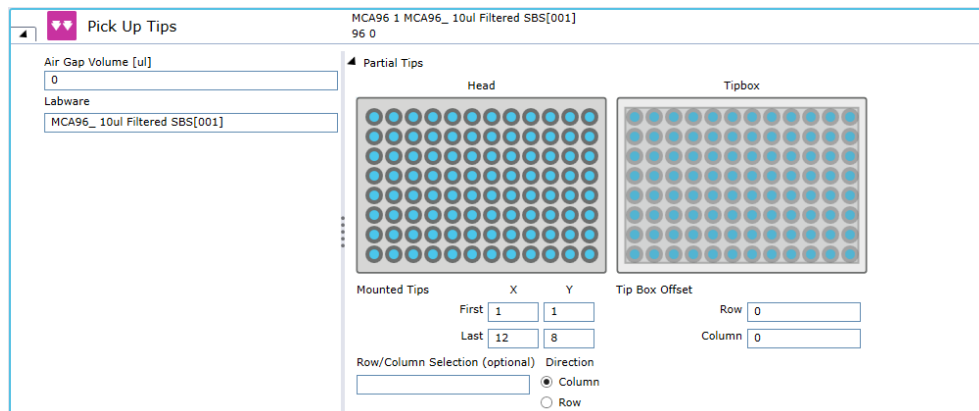 Pick Up Tips
MCA96 1 MCA96_ 10ul Filtered SBS[001]
96 0
Air Gap Volume [ul]
0
Labware
MCA96_ 10ul Filtered SBS[001]
Partial Tips
Head
Tipbox
Mounted Tips X Y
First 1 1
Last 12 8
Tip Box Offset
Row 0
Column 0
Row/Column Selection (optional)
Direction
Column
Row